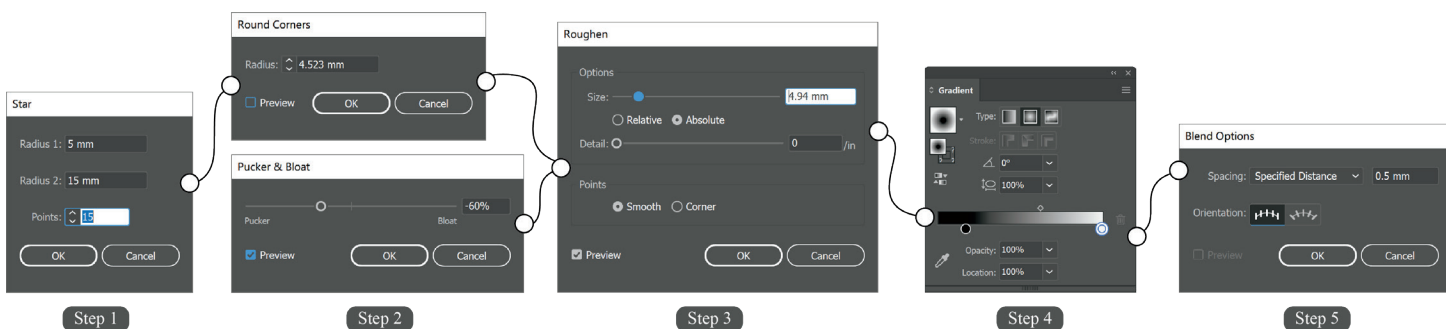 Star
Radius 1: 5 mm
Radius 2: 15 mm
Points: 15
OK Cancel
Step 1
Round Corners
Radius: 4.523 mm
Preview OK Cancel
Pucker & Bloat
-60%
Pucker Bloat
Preview OK Cancel
Step 2
Roughen
Options
Size: 4.94 mm
Relative Absolute
Detail: 0 /in
Points
Smooth Corner
Preview OK Cancel
Step 3
Gradient
Type:
Stroke:
0°
100%
Opacity: 100%
Location: 100%
Step 4
Blend Options
Spacing: Specified Distance 0.5 mm
Orientation:
Preview OK Cancel
Step 5